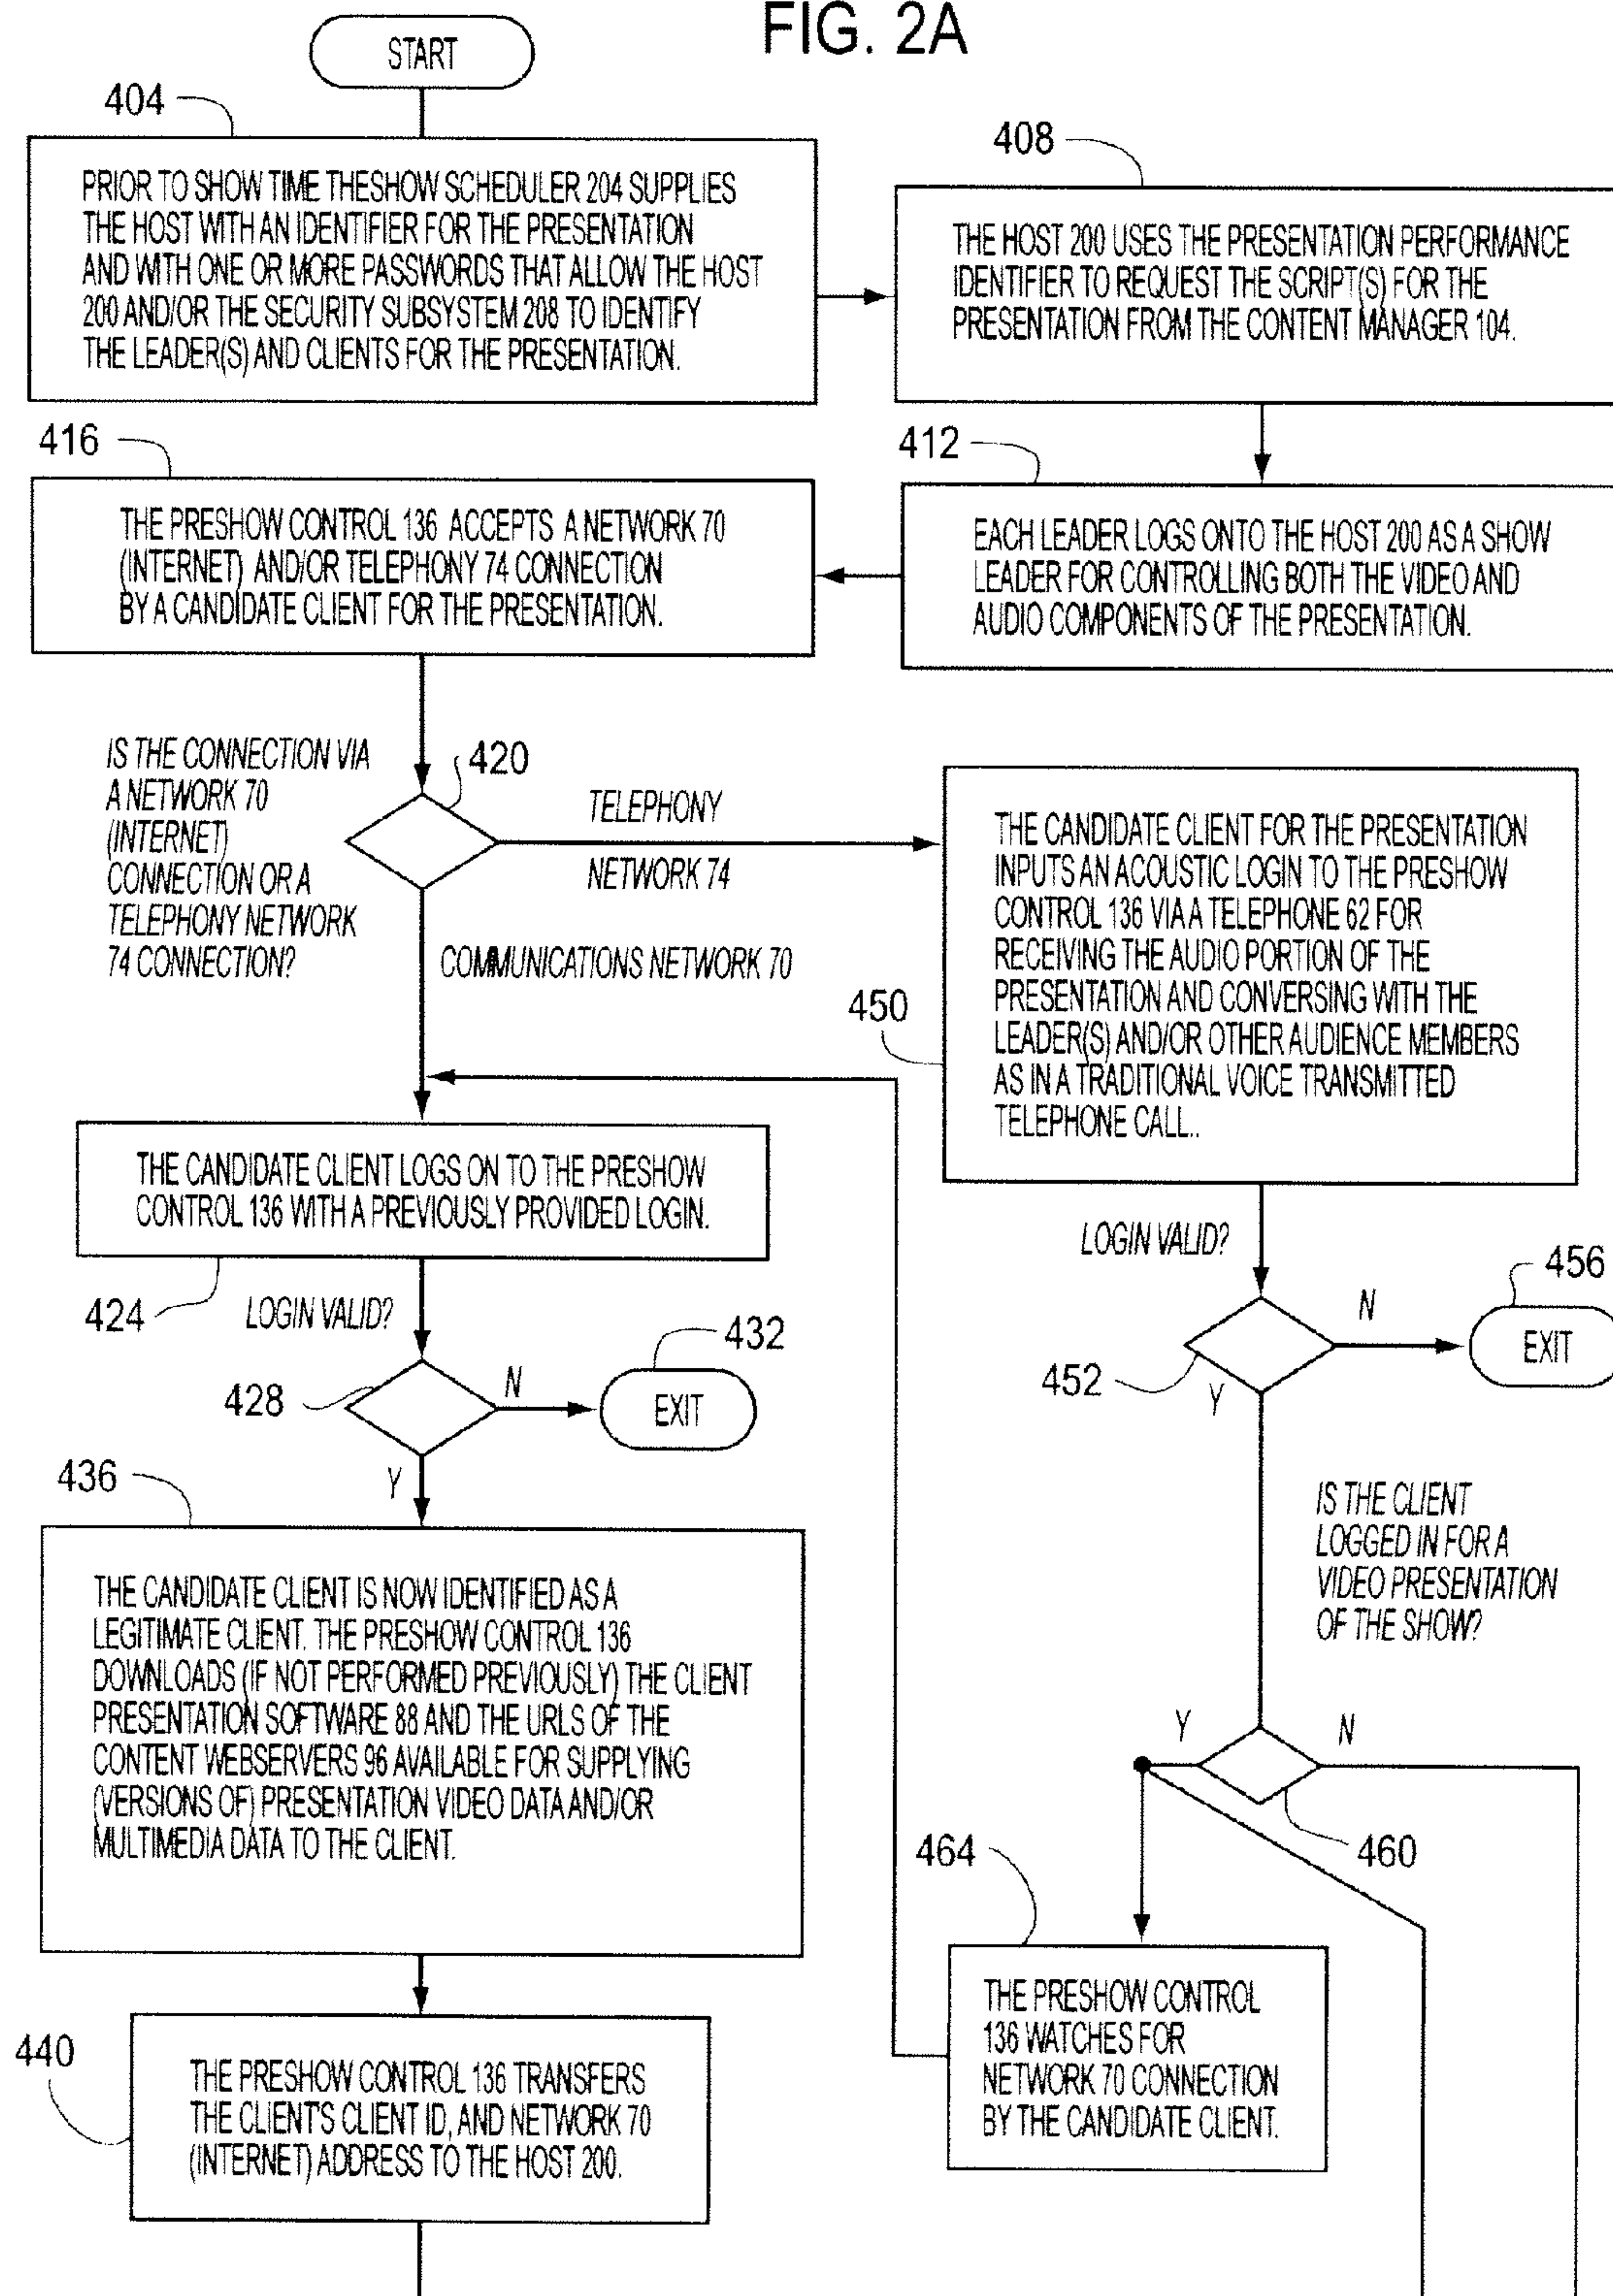 FIG. 2A
START
404
PRIOR TO SHOW TIME THESHOW SCHEDULER 204 SUPPLIES
THE HOST WITH AN IDENTIFIER FOR THE PRESENTATION
AND WITH ONE OR MORE PASSWORDS THAT ALLOW THE HOST
200 AND/OR THE SECURITY SUBSYSTEM 208 TO IDENTIFY
THE LEADER(S) AND CLIENTS FOR THE PRESENTATION.
408
THE HOST 200 USES THE PRESENTATION PERFORMANCE
IDENTIFIER TO REQUEST THE SCRIPT(S) FOR THE
PRESENTATION FROM THE CONTENT MANAGER 104.
412
EACH LEADER LOGS ONTO THE HOST 200 AS A SHOW
LEADER FOR CONTROLLING BOTH THE VIDEO AND
AUDIO COMPONENTS OF THE PRESENTATION.
416
THE PRESHOW CONTROL 136 ACCEPTS A NETWORK 70
(INTERNET) AND/OR TELEPHONY 74 CONNECTION
BY A CANDIDATE CLIENT FOR THE PRESENTATION.
IS THE CONNECTION VIA
A NETWORK 70
(INTERNET)
CONNECTION OR A
TELEPHONY NETWORK
74 CONNECTION?
420
TELEPHONY
NETWORK 74
COMMUNICATIONS NETWORK 70
450
THE CANDIDATE CLIENT FOR THE PRESENTATION
INPUTS AN ACOUSTIC LOGIN TO THE PRESHOW
CONTROL 136 VIA A TELEPHONE 62 FOR
RECEIVING THE AUDIO PORTION OF THE
PRESENTATION AND CONVERSING WITH THE
LEADER(S) AND/OR OTHER AUDIENCE MEMBERS
AS IN A TRADITIONAL VOICE TRANSMITTED
TELEPHONE CALL..
THE CANDIDATE CLIENT LOGS ON TO THE PRESHOW
CONTROL 136 WITH A PREVIOUSLY PROVIDED LOGIN.
424
LOGIN VALID?
428
N
432
EXIT
Y
LOGIN VALID?
452
N
456
EXIT
Y
436
THE CANDIDATE CLIENT IS NOW IDENTIFIED AS A
LEGITIMATE CLIENT. THE PRESHOW CONTROL 136
DOWNLOADS (IF NOT PERFORMED PREVIOUSLY) THE CLIENT
PRESENTATION SOFTWARE 88 AND THE URLS OF THE
CONTENT WEBSERVERS 96 AVAILABLE FOR SUPPLYING
(VERSIONS OF) PRESENTATION VIDEO DATA AND/OR
MULTIMEDIA DATA TO THE CLIENT.
IS THE CLIENT
LOGGED IN FOR A
VIDEO PRESENTATION
OF THE SHOW?
Y
N
460
464
THE PRESHOW CONTROL
136 WATCHES FOR
NETWORK 70 CONNECTION
BY THE CANDIDATE CLIENT.
440
THE PRESHOW CONTROL 136 TRANSFERS
THE CLIENT'S CLIENT ID, AND NETWORK 70
(INTERNET) ADDRESS TO THE HOST 200.